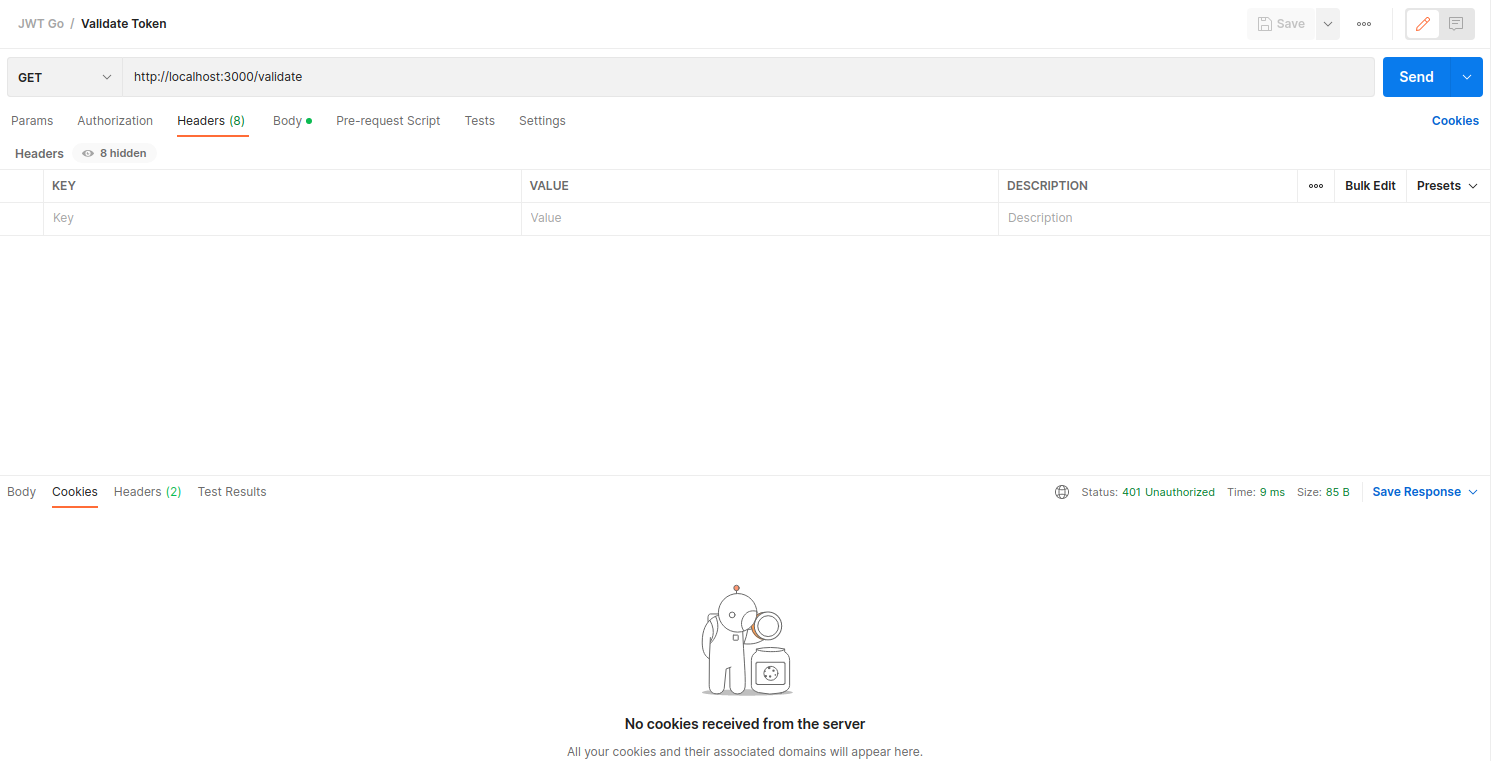 JWT Go / Validate Token
Save
GET
http://localhost:3000/validate
Send
Params Authorization Headers (8) Body Pre-request Script Tests Settings Cookies
Headers 8 hidden
KEY VALUE DESCRIPTION Bulk Edit Presets
Key Value Description
Body Cookies Headers (2) Test Results Status: 401 Unauthorized Time: 9 ms Size: 85 B Save Response
No cookies received from the server
All your cookies and their associated domains will appear here.